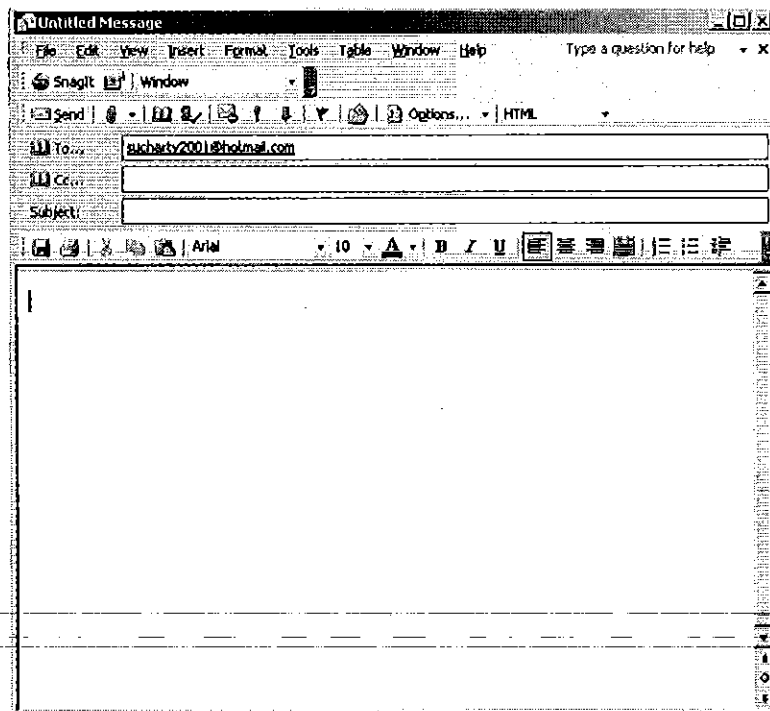 Untitled Message
File Edit View Insert Format Tools Table Window Help Type a question for help
SnagIt Window
Send Options... HTML
To... sucharty2001@hotmail.com
Cc...
Subject:
Arial 10 A B I U